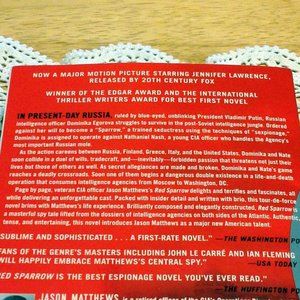 NOW A MAJOR MOTION PICTURE STARRING JENNIFER LAWRENCE,
RELEASED BY 20TH CENTURY FOX
WINNER OF THE EDGAR AWARD AND THE INTERNATIONAL
THRILLER WRITERS AWARD FOR BEST FIRST NOVEL
IN PRESENT-DAY RUSSIA, ruled by blue-eyed, unblinking President Vladimir Putin, Russian
intelligence officer Dominika Egorova struggles to survive in the post-Soviet intelligence jungle. Ordered
against her will to become a "Sparrow," a trained seductress using the techniques of "sexpionage."
Dominika is assigned to operate against Nathaniel Nash, a young CIA officer who handles the Agency's
most important Russian mole.
As the action careens between Russia, Finland, Greece, Italy, and the United States, Dominika and Nate
soon collide in a duel of wills, tradecraft, and—inevitably—forbidden passion that threatens not just their
lives but those of others as well. As secret allegiances are made and broken, Dominika and Nate's game
reaches a deadly crossroads. Soon one of them begins a dangerous double existence in a life-and-death
operation that consumes intelligence agencies from Moscow to Washington, DC.
Page by page, veteran CIA officer Jason Matthews's Red Sparrow delights and terrifies and fascinates, all
while delivering an unforgettable cast. Packed with insider detail and written with brio, this tour-de-force
novel brims with Matthews's life experience. Brilliantly composed and elegantly constructed, Red Sparrow is
a masterful spy tale lifted from the dossiers of intelligence agencies on both sides of the Atlantic. Authentic,
tense, and entertaining, this novel introduces Jason Matthews as a major new American talent.
SUBLIME AND SOPHISTICATED . . . A FIRST-RATE NOVEL." —THE WASHINGTON PO
FANS OF THE GENRE'S MASTERS INCLUDING JOHN LE CARRÉ AND IAN FLEMING
WILL HAPPILY EMBRACE MATTHEWS'S CENTRAL SPY." —USA TODAY
RED SPARROW IS THE BEST ESPIONAGE NOVEL YOU'VE EVER READ."
—THE HUFFINGTON PO
JASON MATTHEWS is a retired officer of the CIA's